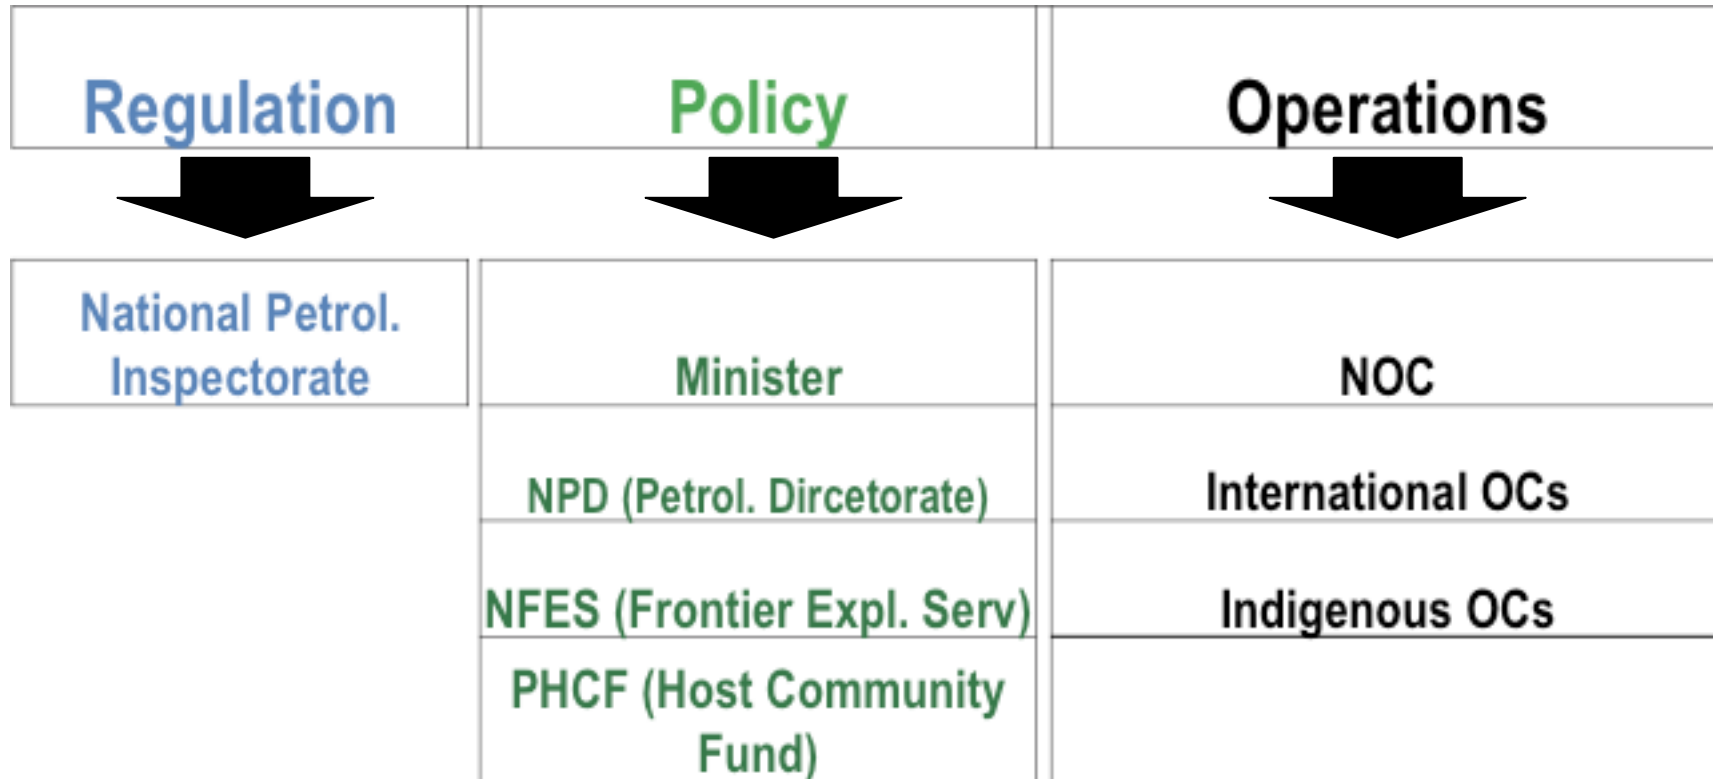 Regulation
Policy
Operations
National Petrol.
Inspectorate
Minister
NOC
NPD (Petrol. Dircetorate)
International OCs
NFES (Frontier Expl. Serv)
Indigenous OCs
PHCF (Host Community
Fund)